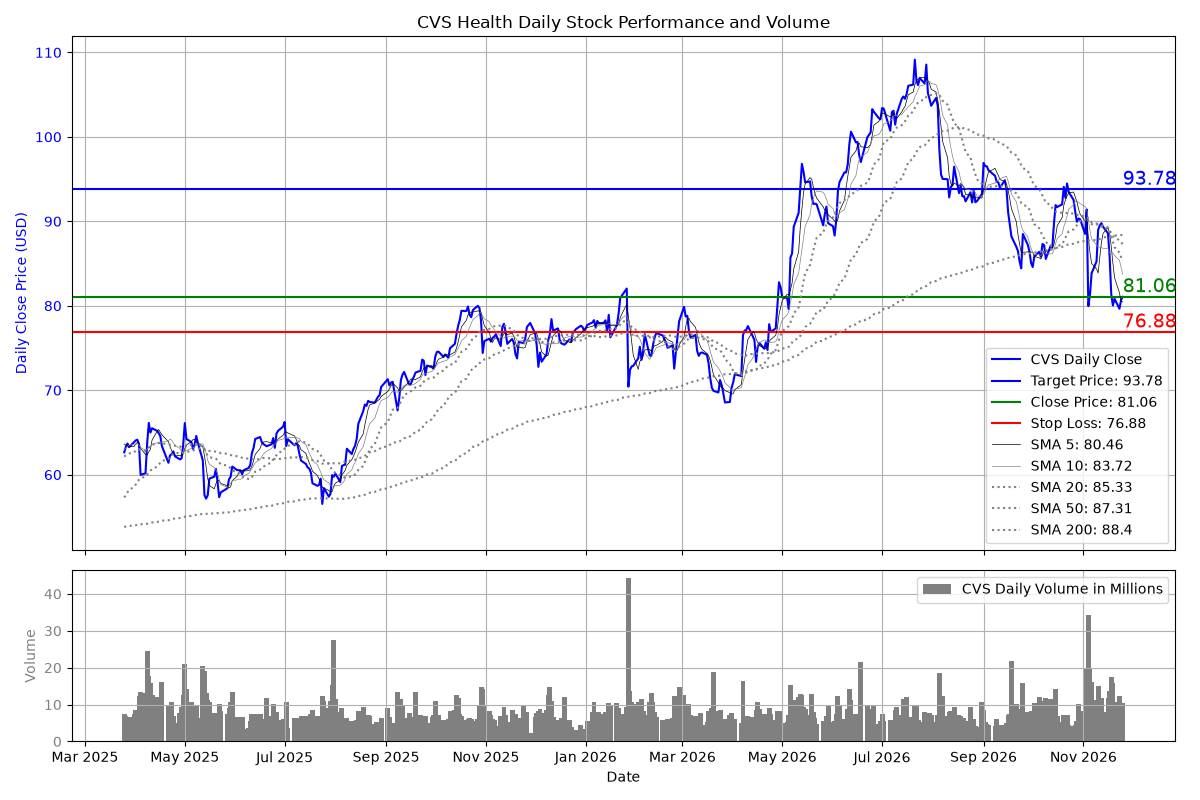 CVS Health Daily Stock Performance and Volume
110
100
90
80
70
60
Daily Close Price (USD)
93.78
81.06
76.88
CVS Daily Close
Target Price: 93.78
Close Price: 81.06
Stop Loss: 76.88
SMA 5: 80.46
SMA 10: 83.72
SMA 20: 85.33
SMA 50: 87.31
SMA 200: 88.4
CVS Daily Volume in Millions
40
30
20
10
0
Volume
Mar 2025 May 2025 Jul 2025 Sep 2025 Nov 2025 Jan 2026 Mar 2026 May 2026 Jul 2026 Sep 2026 Nov 2026
Date